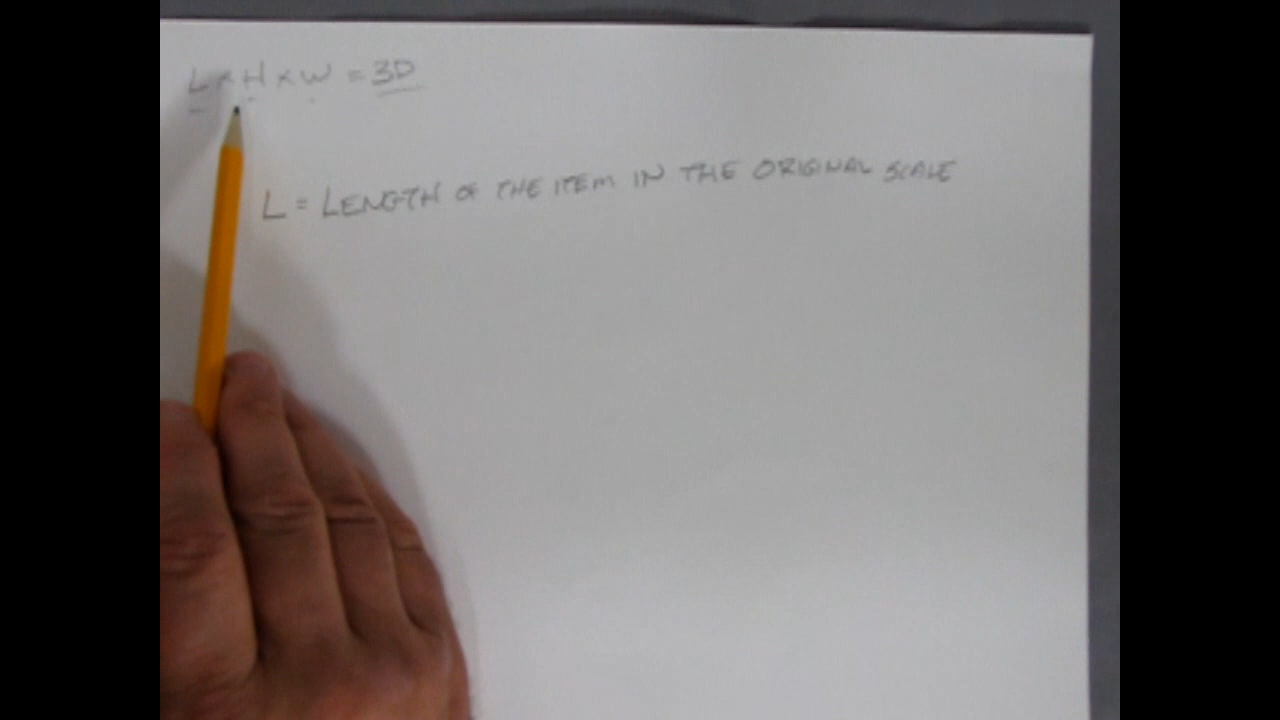 L × H × W = 3D
L = LENGTH OF THE ITEM IN THE ORIGINAL SCALE